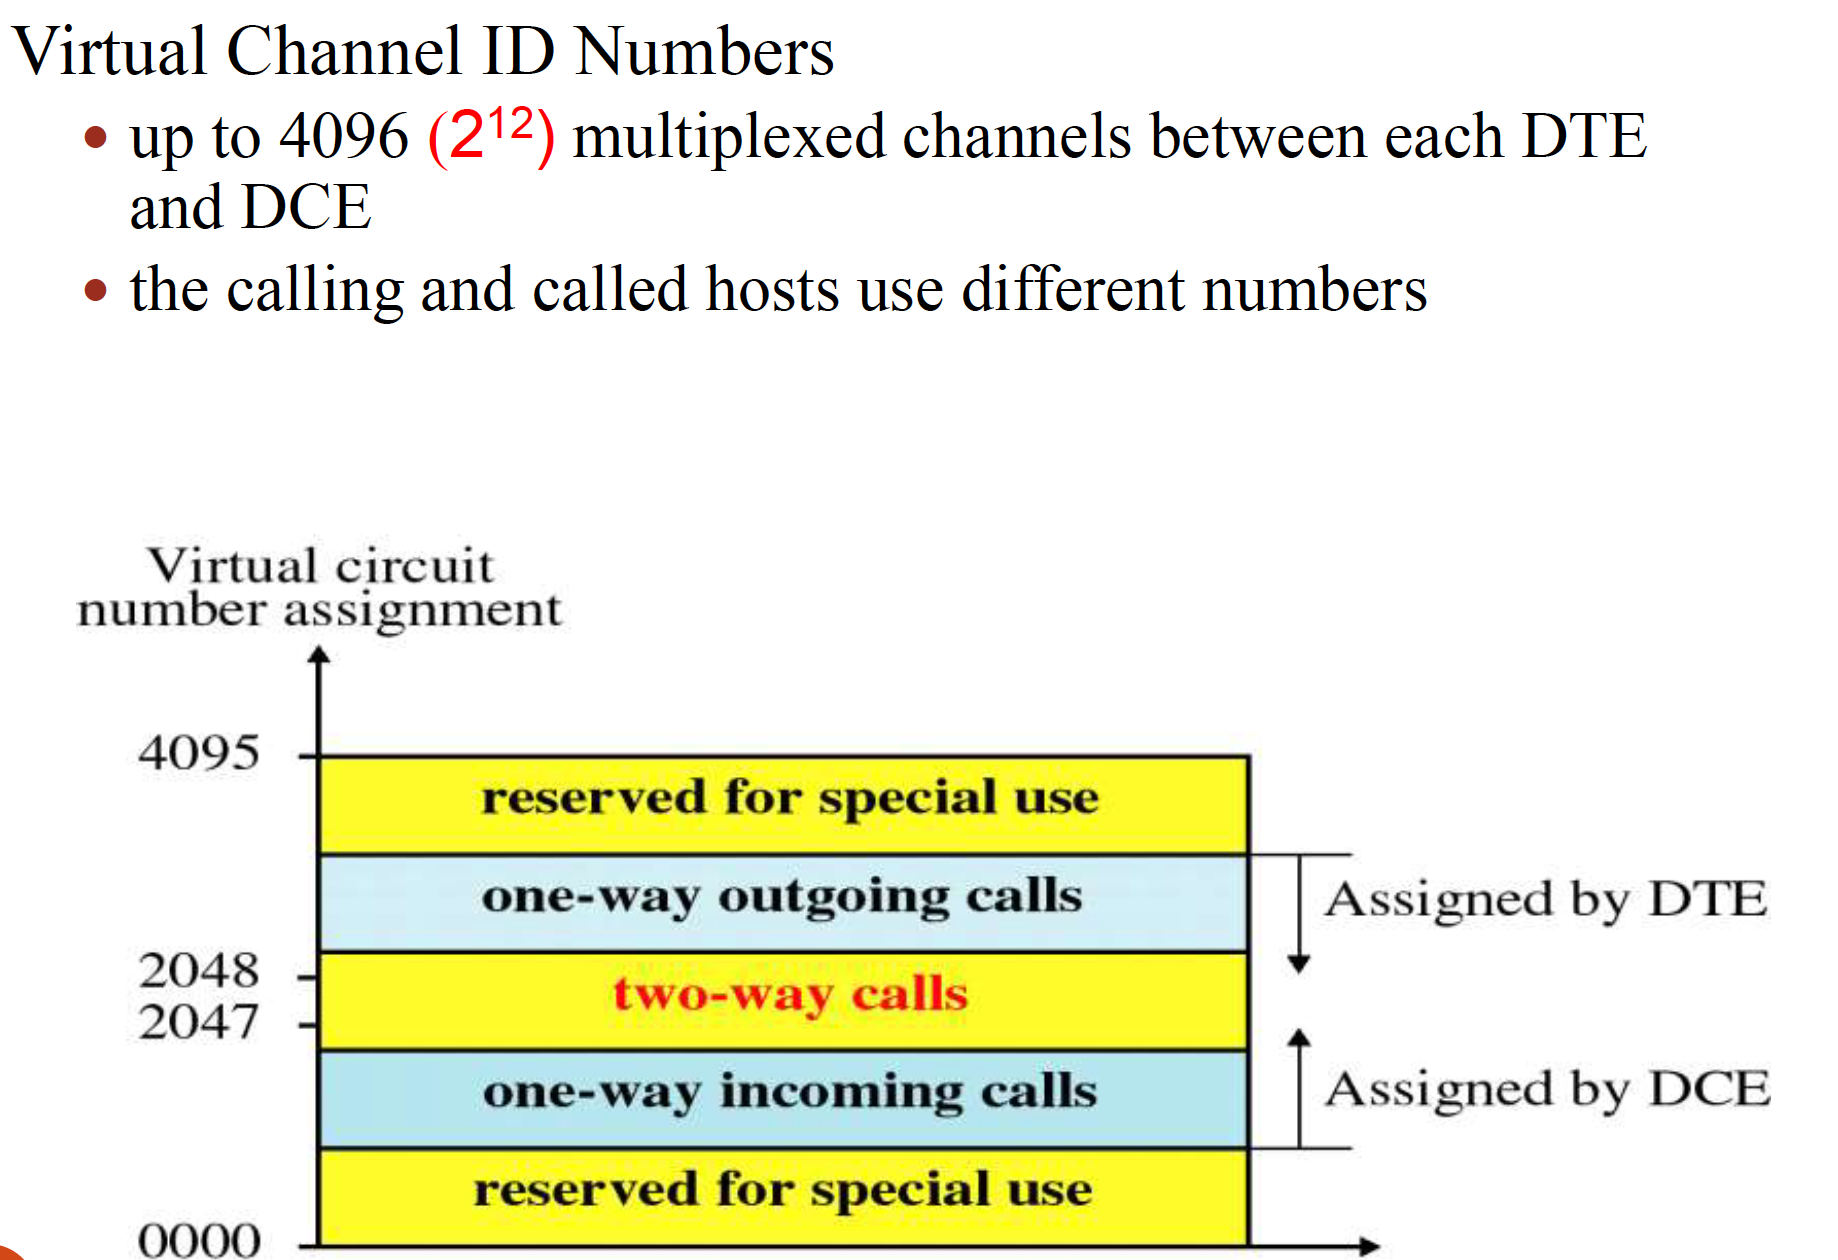 Virtual Channel ID Numbers
• up to 4096 (2¹²) multiplexed channels between each DTE
and DCE
• the calling and called hosts use different numbers
Virtual circuit
number assignment
4095
reserved for special use
one-way outgoing calls
Assigned by DTE
2048
two-way calls
2047
one-way incoming calls
Assigned by DCE
reserved for special use
0000